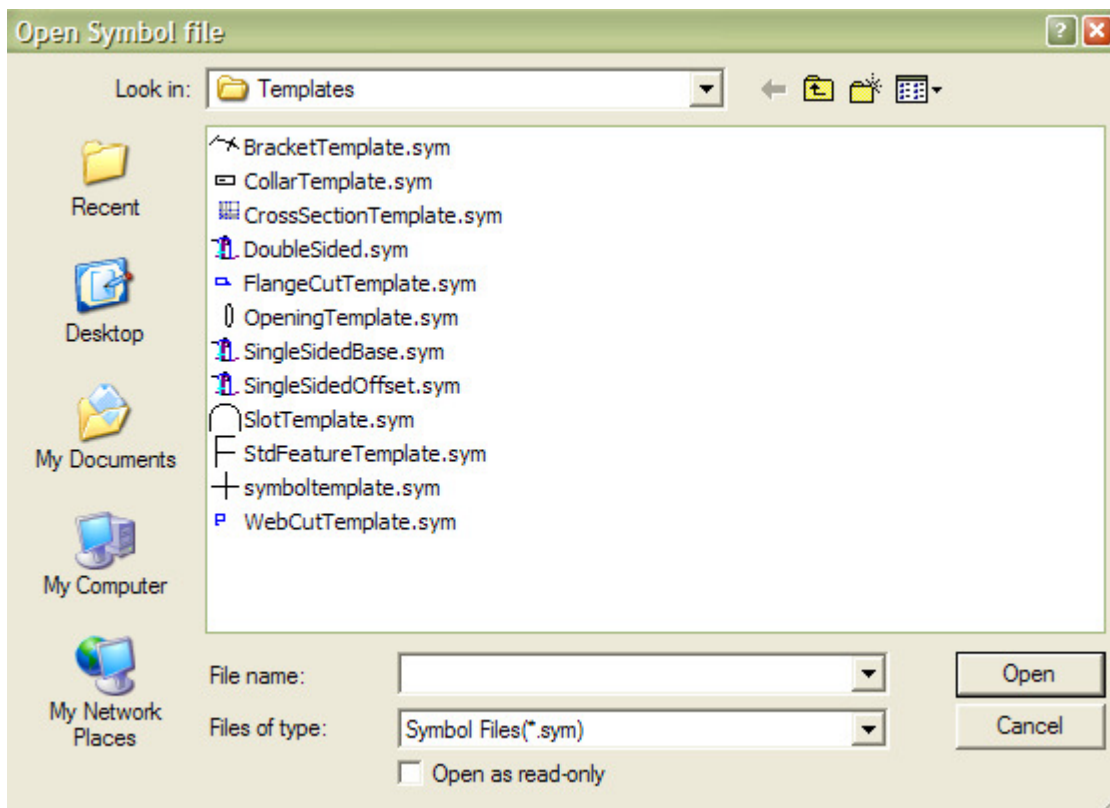 Open Symbol file
Look in: Templates
Recent
Desktop
My Documents
My Computer
My Network
Places
BracketTemplate.sym
CollarTemplate.sym
CrossSectionTemplate.sym
DoubleSided.sym
FlangeCutTemplate.sym
OpeningTemplate.sym
SingleSidedBase.sym
SingleSidedOffset.sym
SlotTemplate.sym
StdFeatureTemplate.sym
symboltemplate.sym
WebCutTemplate.sym
File name: Open
Files of type: Symbol Files(*.sym) Cancel
Open as read-only